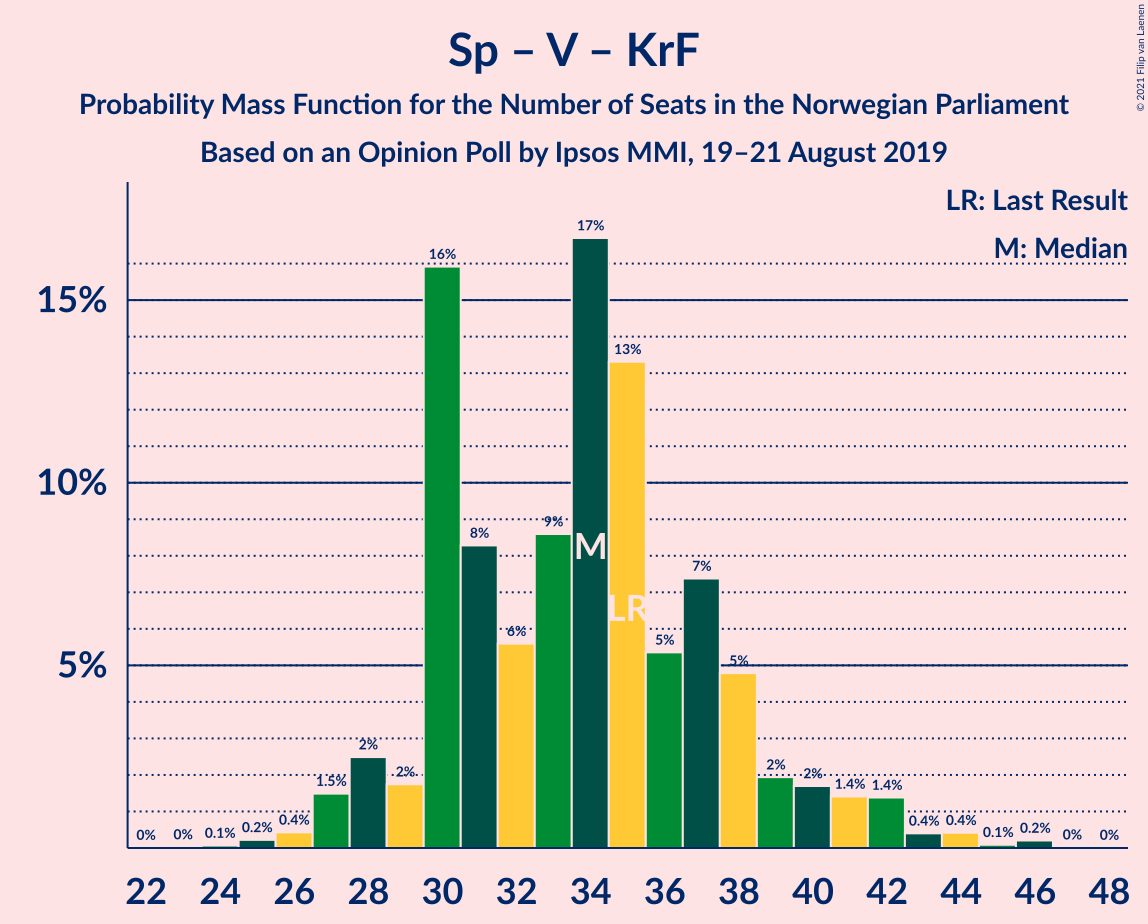 Sp – V – KrF
Probability Mass Function for the Number of Seats in the Norwegian Parliament
Based on an Opinion Poll by Ipsos MMI, 19–21 August 2019
© 2021 Filip van Laenen
LR: Last Result
M: Median
15%
10%
5%
0% 0% 0.1% 0.2% 0.4% 1.5% 2% 2% 16% 8% 6% 9% 17% 13% 5% 7% 5% 2% 2% 1.4% 1.4% 0.4% 0.4% 0.1% 0.2% 0% 0%
M
LR
22 24 26 28 30 32 34 36 38 40 42 44 46 48